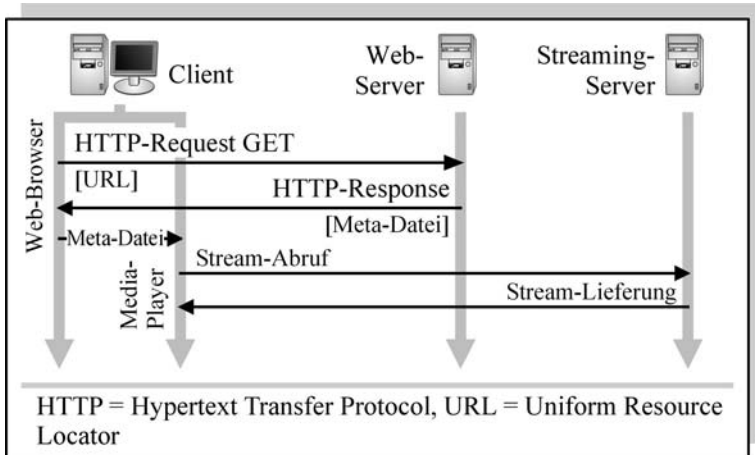 Client
Web-
Server
Streaming-
Server
HTTP-Request GET
[URL]
HTTP-Response
[Meta-Datei]
Web-Browser
Meta-Datei
Stream-Abruf
Media-
Player
Stream-Lieferung
HTTP = Hypertext Transfer Protocol, URL = Uniform Resource
Locator